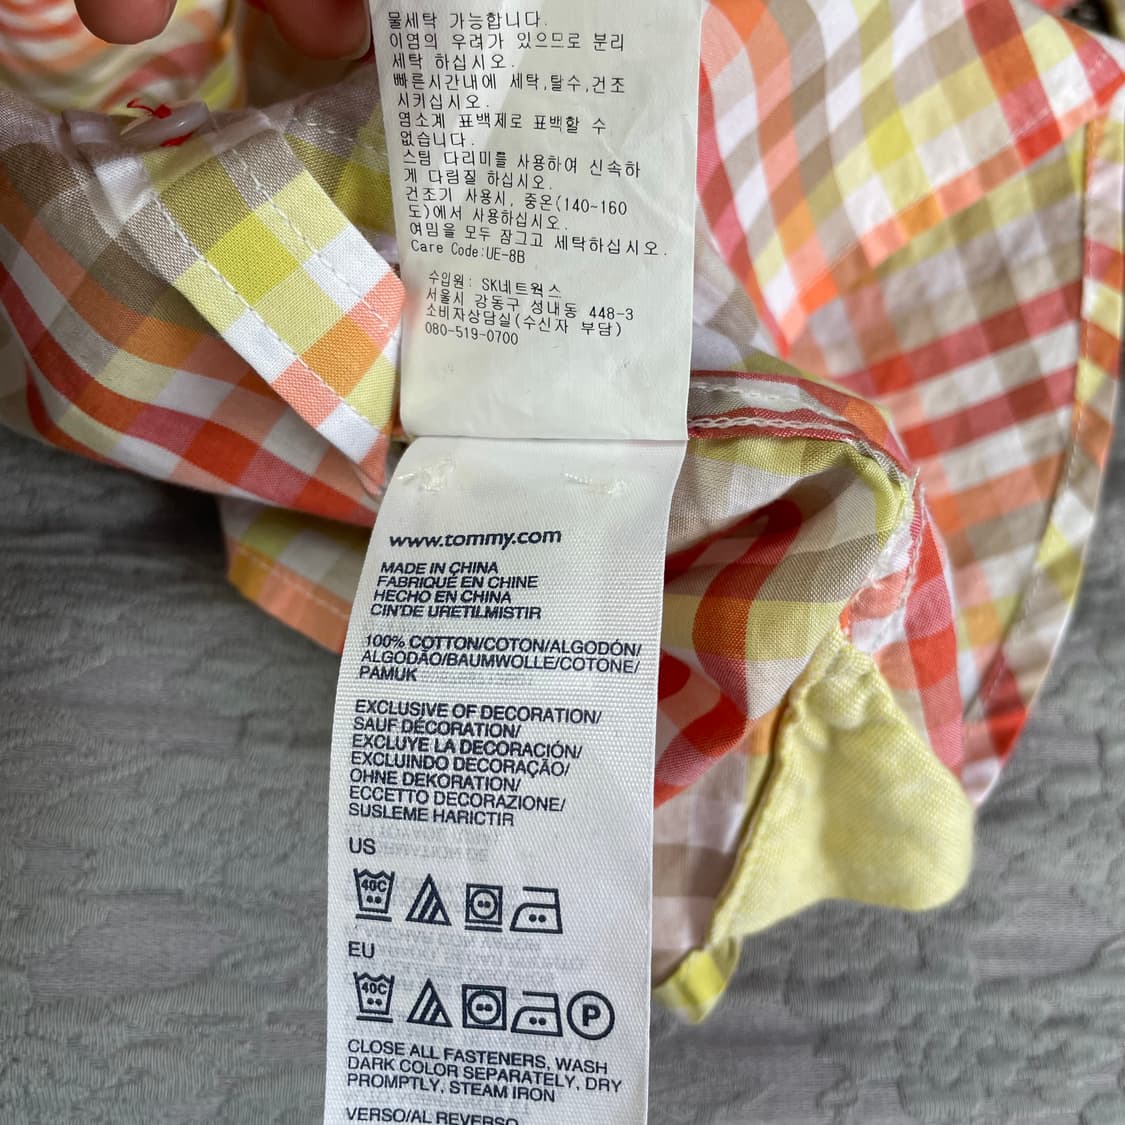 물세탁 가능합니다.
이염의 우려가 있으므로 분리
세탁 하십시오.
빠른시간내에 세탁,탈수,건조
시키십시오.
염소계 표백제로 표백할 수
없습니다.
스팀 다리미를 사용하여 신속하
게 다림질 하십시오.
건조기 사용시, 중온(140-160
도)에서 사용하십시오.
여밈을 모두 잠그고 세탁하십시오.
Care Code:UE-8B
수입원: SK네트웍스
서울시 강동구 성내동 448-3
소비자상담실(수신자 부담)
080-519-0700
www.tommy.com
MADE IN CHINA
FABRIQUÉ EN CHINE
HECHO EN CHINA
CIN'DE URETILMISTIR
100% COTTON/COTON/ALGODÓN/
ALGODÃO/BAUMWOLLE/COTONE/
PAMUK
EXCLUSIVE OF DECORATION/
SAUF DÉCORATION/
EXCLUYE LA DECORACIÓN/
EXCLUINDO DECORAÇÃO/
OHNE DEKORATION/
ECCETTO DECORAZIONE/
SUSLEME HARICTIR
US
40C
EU
40C P
CLOSE ALL FASTENERS, WASH
DARK COLOR SEPARATELY, DRY
PROMPTLY, STEAM IRON
VERSO/AL REVERSO